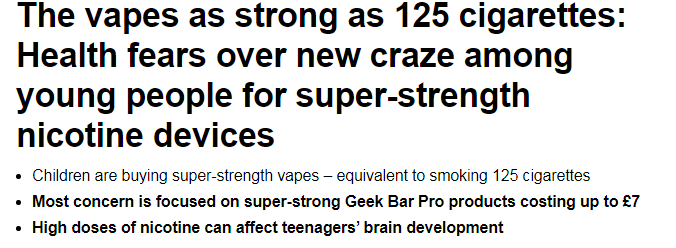 The vapes as strong as 125 cigarettes:
Health fears over new craze among
young people for super-strength
nicotine devices
• Children are buying super-strength vapes – equivalent to smoking 125 cigarettes
• Most concern is focused on super-strong Geek Bar Pro products costing up to £7
• High doses of nicotine can affect teenagers’ brain development